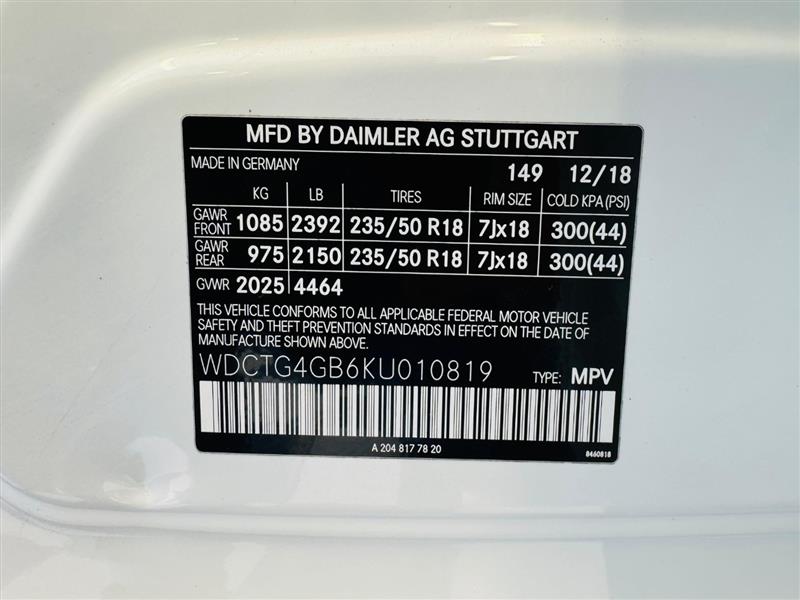 MFD BY DAIMLER AG STUTTGART
MADE IN GERMANY 149 12/18
KG LB TIRES RIM SIZE COLD KPA (PSI)
GAWR FRONT 1085 2392 235/50 R18 7Jx18 300(44)
GAWR REAR 975 2150 235/50 R18 7Jx18 300(44)
GVWR 2025 4464
THIS VEHICLE CONFORMS TO ALL APPLICABLE FEDERAL MOTOR VEHICLE
SAFETY AND THEFT PREVENTION STANDARDS IN EFFECT ON THE DATE OF
MANUFACTURE SHOWN ABOVE.
WDCTG4GB6KU010819 TYPE: MPV
A 204 817 78 20
8460818